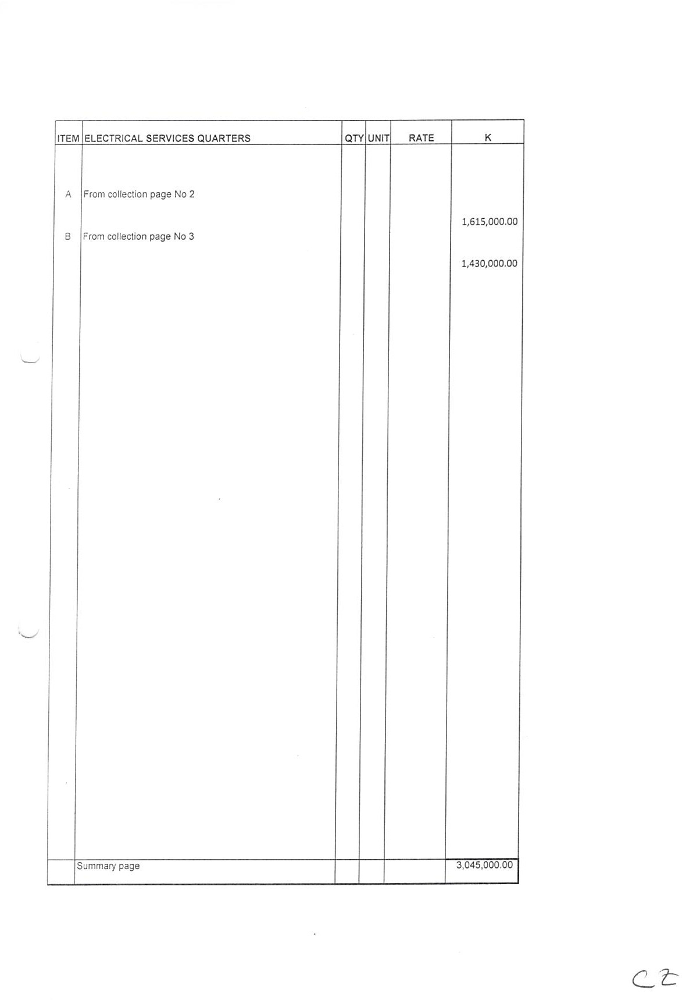 ITEM ELECTRICAL SERVICES QUARTERS QTY UNIT RATE K
A From collection page No 2
1,615,000.00
B From collection page No 3
1,430,000.00
Summary page 3,045,000.00
CZ